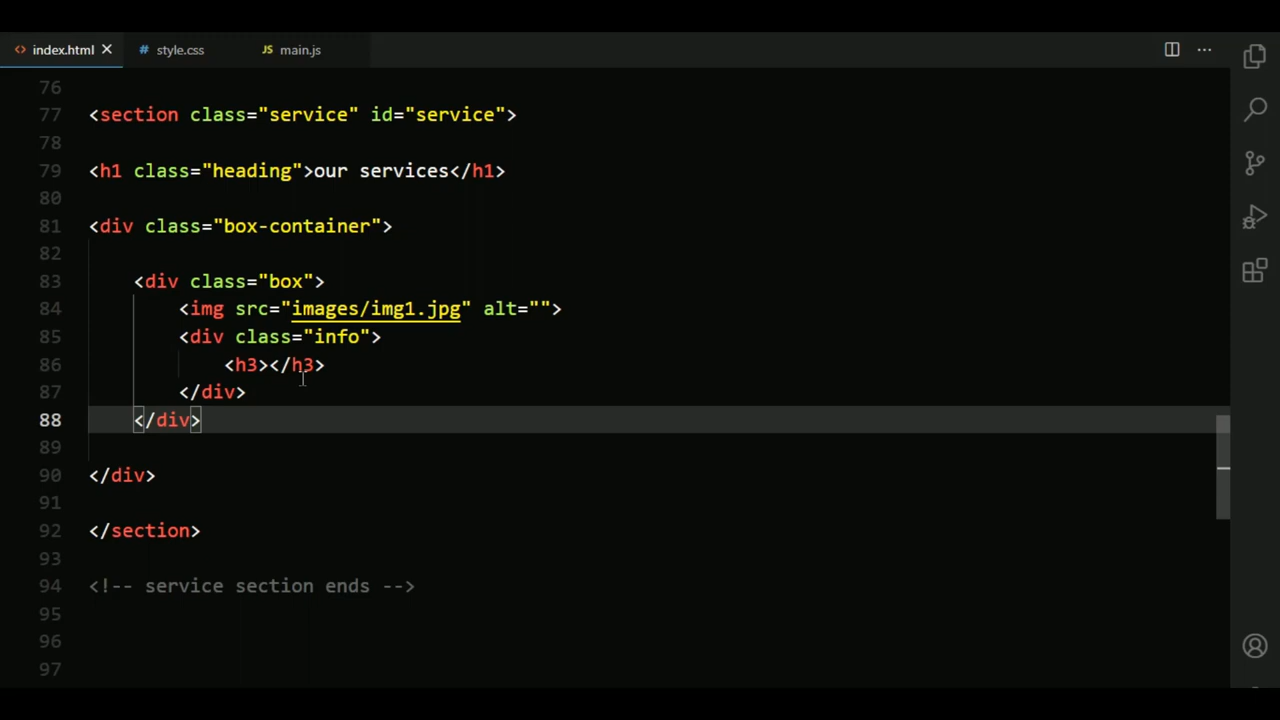 index.html style.css JS main.js
76
77 <section class="service" id="service">
78
79 <h1 class="heading">our services</h1>
80
81 <div class="box-container">
82
83 <div class="box">
84 <img src="images/img1.jpg" alt="">
85 <div class="info">
86 <h3></h3>
87 </div>
88 </div>
89
90 </div>
91
92 </section>
93
94 <!-- service section ends -->
95
96
97